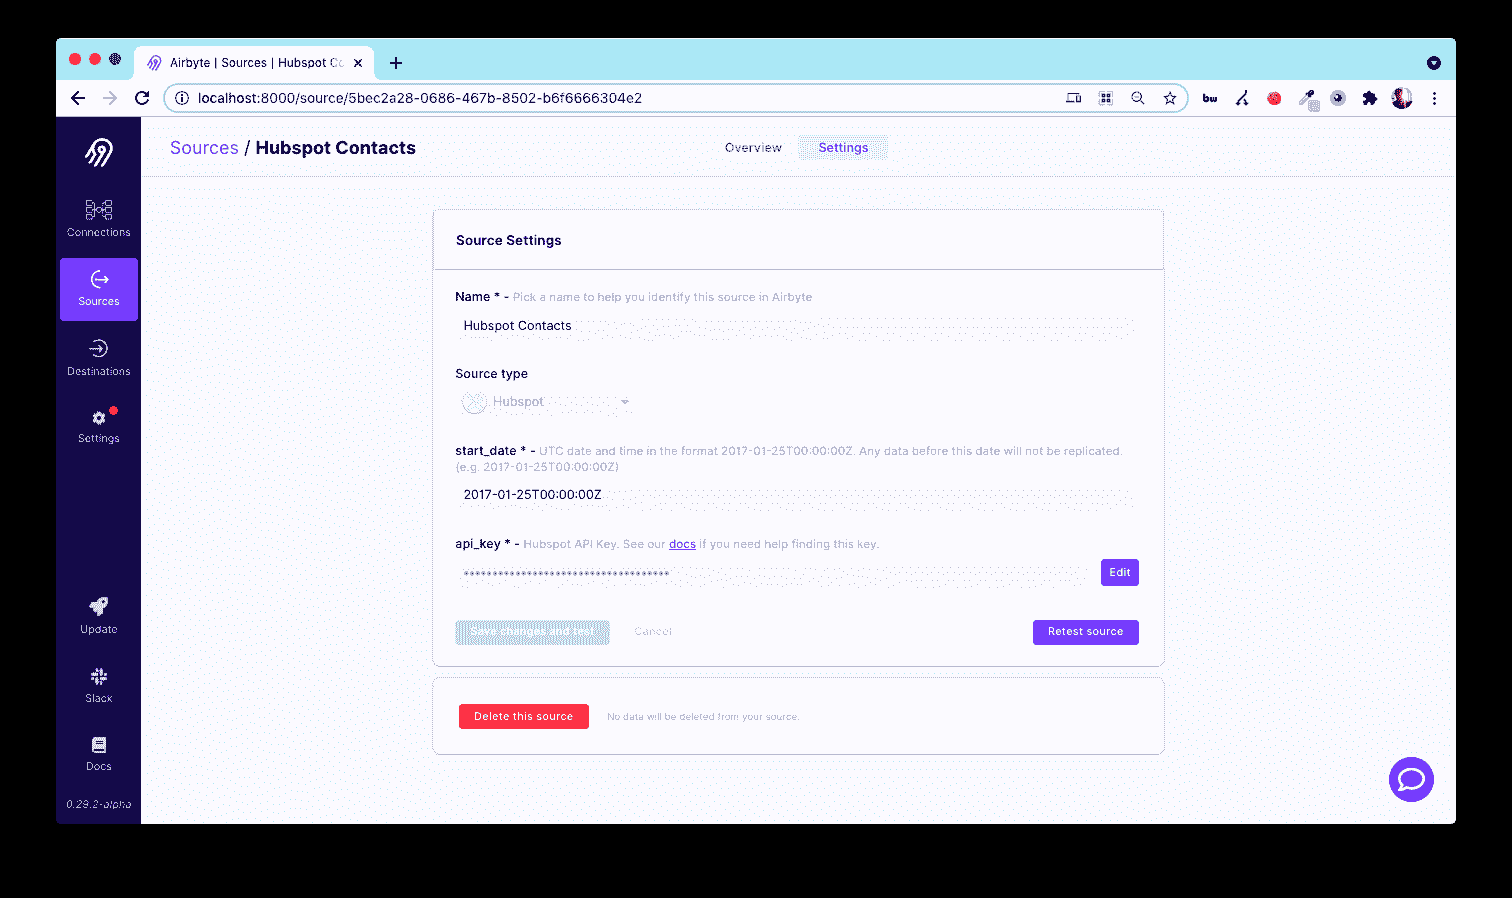 Airbyte | Sources | Hubspot Co
localhost:8000/source/5bec2a28-0686-467b-8502-b6f6666304e2
bw
Sources / Hubspot Contacts
Overview
Settings
Connections
Sources
Destinations
Settings
Update
Slack
Docs
0.29.2-alpha
Source Settings
Name * - Pick a name to help you identify this source in Airbyte
Hubspot Contacts
Source type
Hubspot
start_date * - UTC date and time in the format 2017-01-25T00:00:00Z. Any data before this date will not be replicated.
(e.g. 2017-01-25T00:00:00Z)
2017-01-25T00:00:00Z
api_key * - Hubspot API Key. See our docs if you need help finding this key.
Edit
Save changes and test
Cancel
Retest source
Delete this source
No data will be deleted from your source.